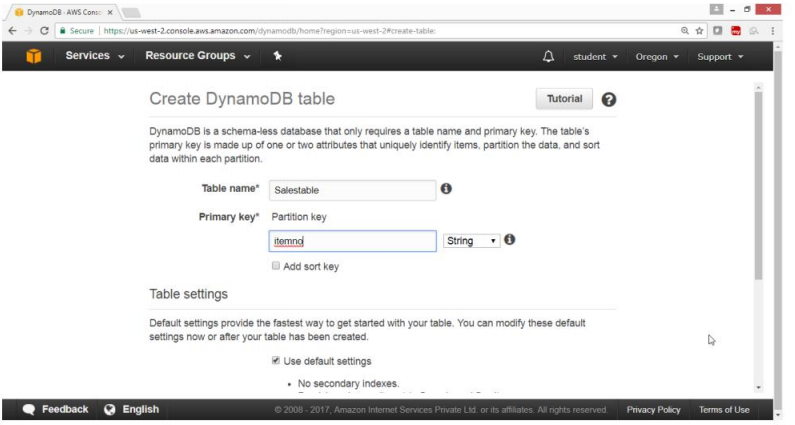 DynamoDB - AWS Consol
Secure | https://us-west-2.console.aws.amazon.com/dynamodb/home?region=us-west-2#create-table:
Services Resource Groups student Oregon Support
Create DynamoDB table Tutorial
DynamoDB is a schema-less database that only requires a table name and primary key. The table's
primary key is made up of one or two attributes that uniquely identify items, partition the data, and sort
data within each partition.
Table name* Salestable
Primary key* Partition key
itemno String
Add sort key
Table settings
Default settings provide the fastest way to get started with your table. You can modify these default
settings now or after your table has been created.
Use default settings
• No secondary indexes.
Feedback English © 2008 - 2017, Amazon Internet Services Private Ltd. or its affiliates. All rights reserved. Privacy Policy Terms of Use